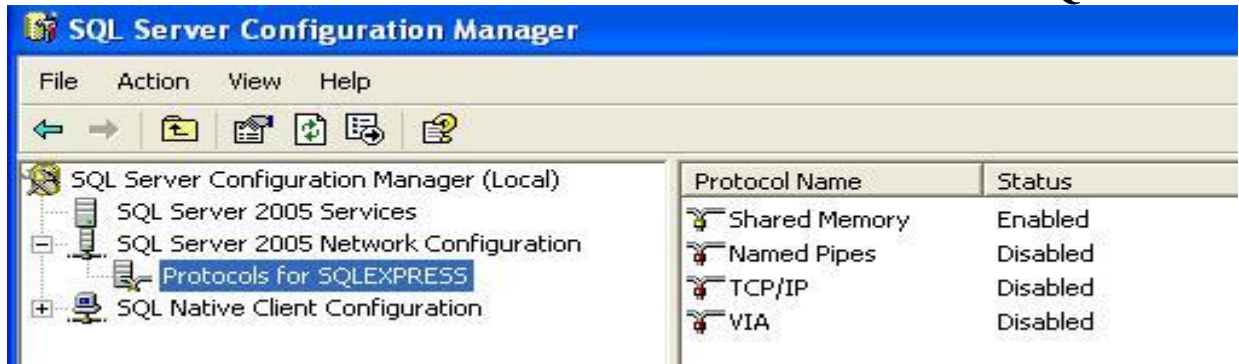 SQL Server Configuration Manager
File Action View Help
SQL Server Configuration Manager (Local)
SQL Server 2005 Services
SQL Server 2005 Network Configuration
Protocols for SQLEXPRESS
SQL Native Client Configuration
Protocol Name Status
Shared Memory Enabled
Named Pipes Disabled
TCP/IP Disabled
VIA Disabled